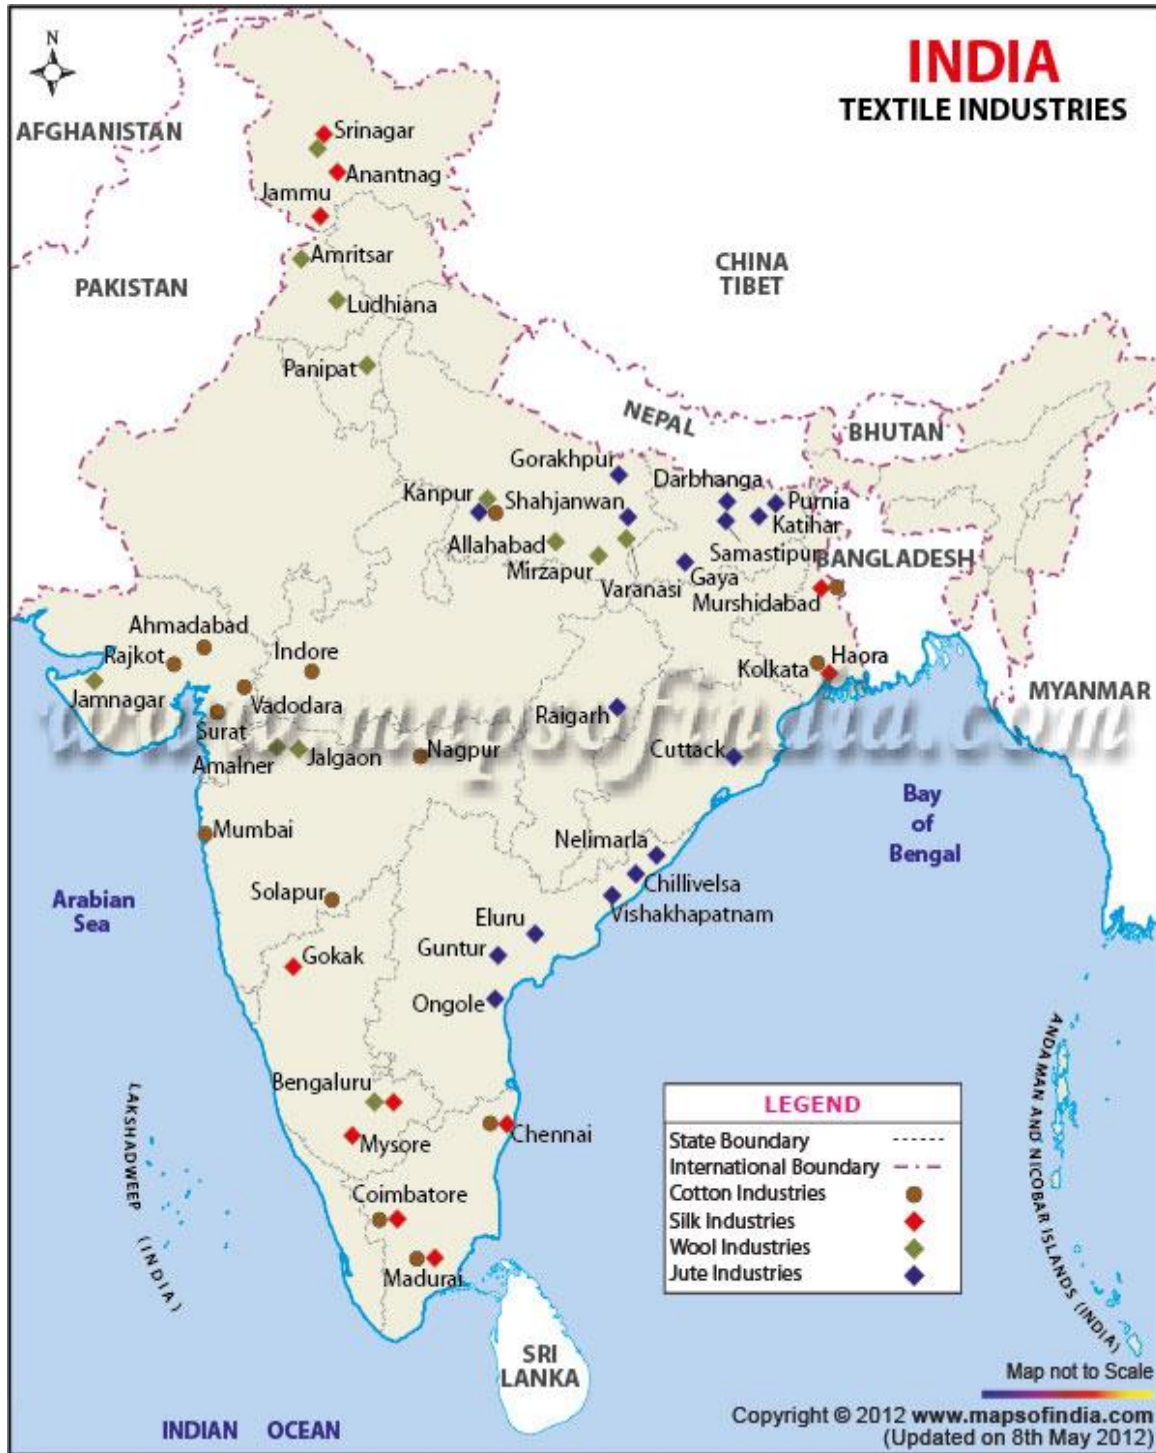 N
INDIA
TEXTILE INDUSTRIES
AFGHANISTAN
Srinagar
Anantnag
Jammu
Amritsar
CHINA
TIBET
PAKISTAN
Ludhiana
Panipat
NEPAL
BHUTAN
Gorakhpur
Darbhanga
Kanpur
Shahjanwan
Purnia
Katihar
Allahabad
Samastipur
BANGLADESH
Mirzapur
Varanasi
Gaya
Murshidabad
Ahmadabad
Rajkot
Indore
Kolkata
Haora
Jamnagar
Vadodara
MYANMAR
www.mapsofindia.com
Raigarh
Surat
Amalner
Jalgaon
Nagpur
Cuttack
Bay
of
Bengal
Mumbai
Nelimarla
Chillivelsa
Arabian
Sea
Solapur
Vishakhapatnam
Eluru
Gokak
Guntur
Ongole
ANDAMAN AND NICOBAR ISLANDS (INDIA)
LAKSHADWEEP (INDIA)
Bengaluru
Mysore
Chennai
Coimbatore
Madurai
LEGEND
State Boundary
International Boundary
Cotton Industries
Silk Industries
Wool Industries
Jute Industries
SRI
LANKA
Map not to Scale
INDIAN OCEAN
Copyright © 2012 www.mapsofindia.com
(Updated on 8th May 2012)